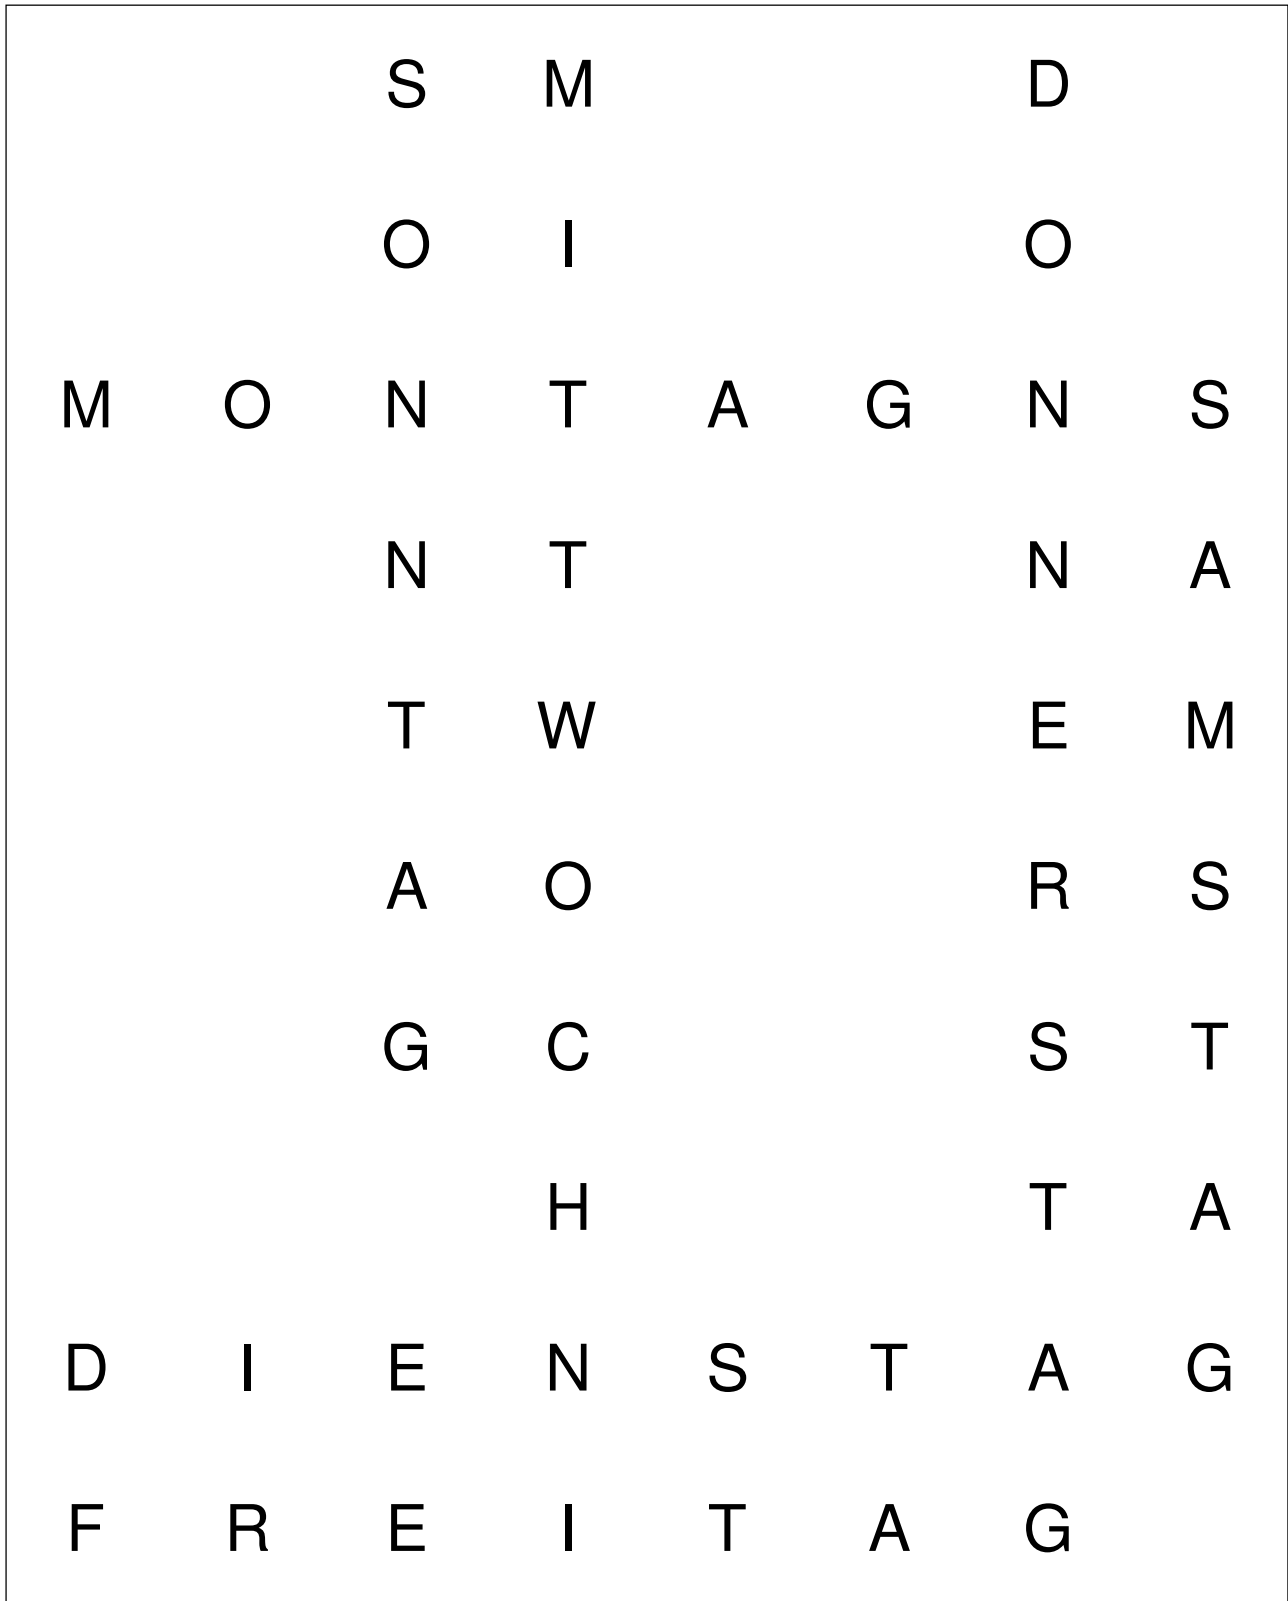 S M D
O I O
M O N T A G N S
N T N A
T W E M
A O R S
G C S T
H T A
D I E N S T A G
F R E I T A G